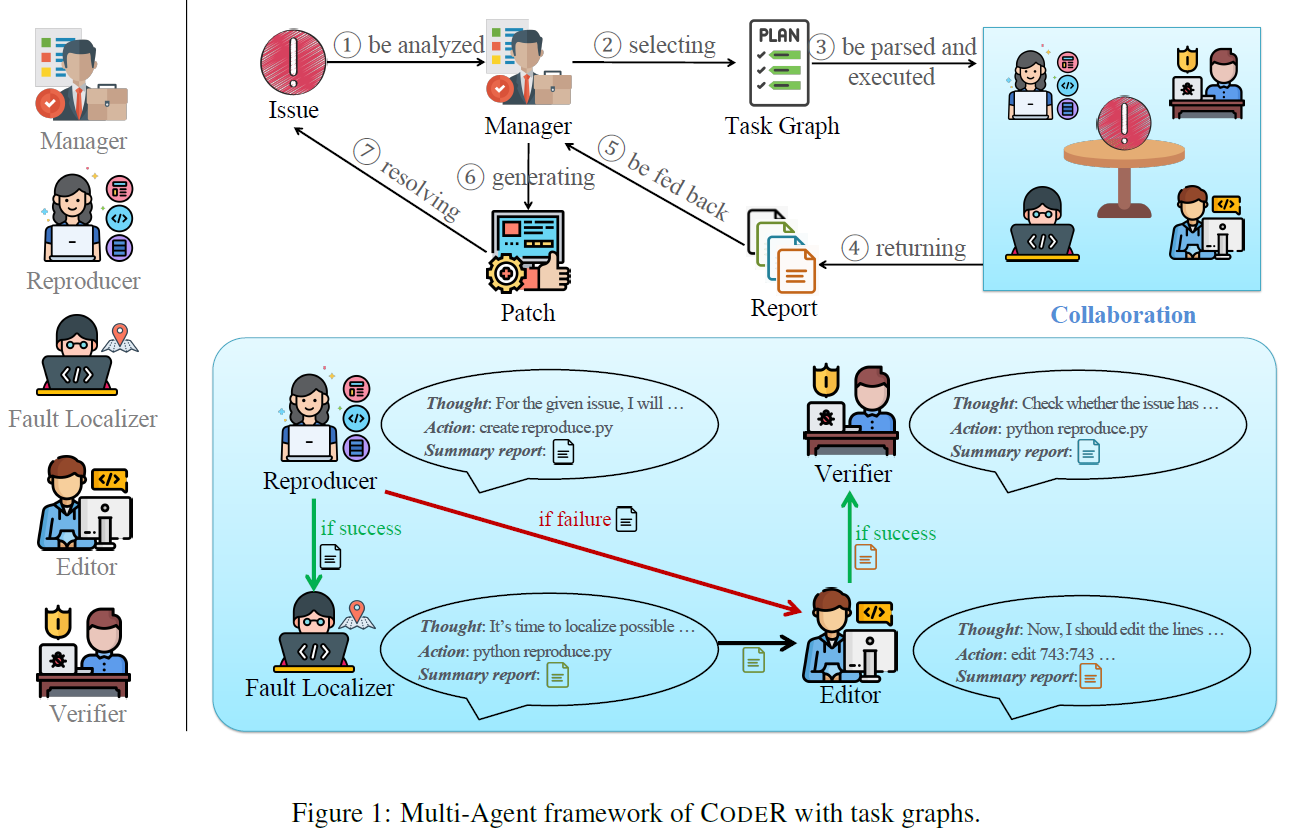 Manager
Reproducer
Fault Localizer
Editor
Verifier
① be analyzed
② selecting
PLAN
③ be parsed and
executed
Issue
Manager
Task Graph
⑦ resolving
⑥ generating
⑤ be fed back
④ returning
Patch
Report
Collaboration
Reproducer
Thought: For the given issue, I will …
Action: create reproduce.py
Summary report:
Verifier
Thought: Check whether the issue has …
Action: python reproduce.py
Summary report:
if success
if failure
if success
Fault Localizer
Thought: It's time to localize possible …
Action: python reproduce.py
Summary report:
Editor
Thought: Now, I should edit the lines …
Action: edit 743:743 …
Summary report:
Figure 1: Multi-Agent framework of CODER with task graphs.